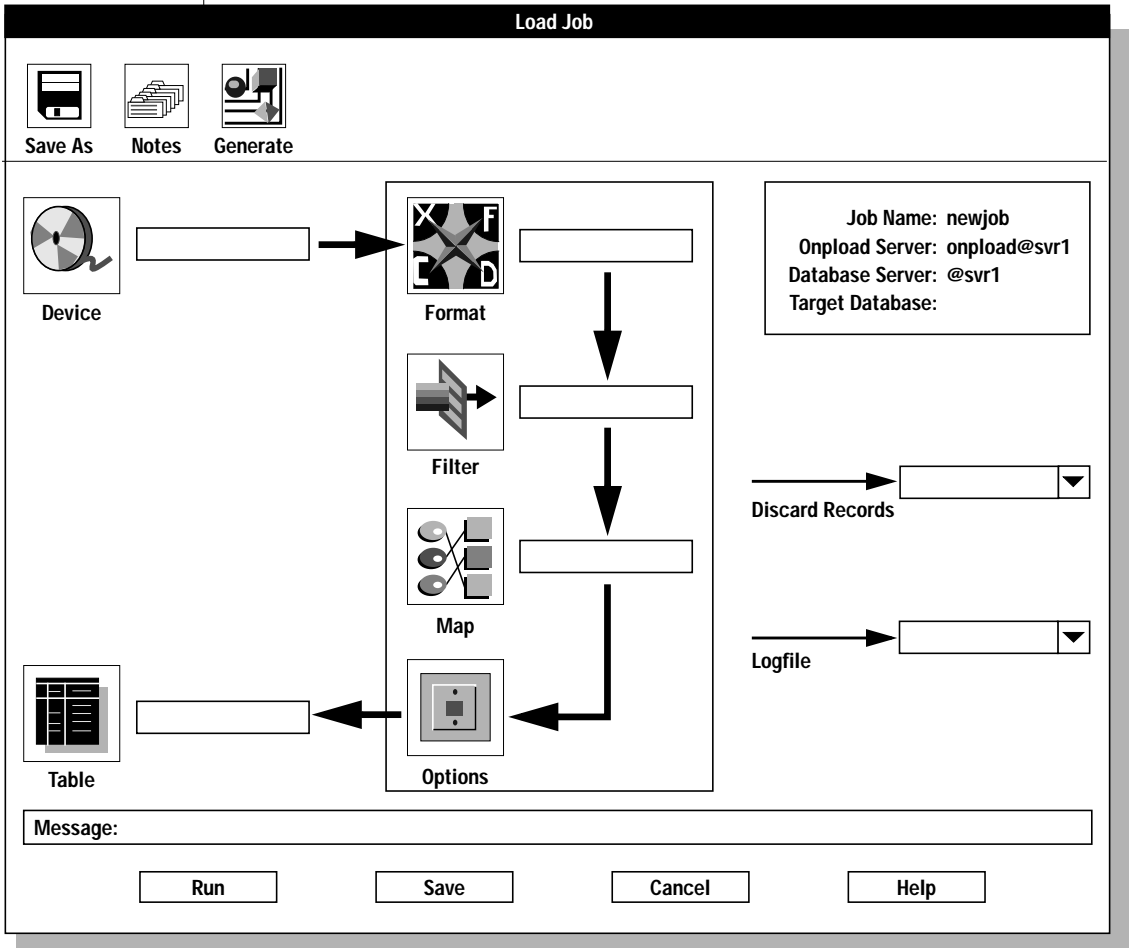 Load Job
Save As
Notes
Generate
Device
X F
C D
Format
Job Name: newjob
Onpload Server: onpload@svr1
Database Server: @svr1
Target Database:
Filter
Discard Records
Map
Logfile
Table
Options
Message:
Run
Save
Cancel
Help